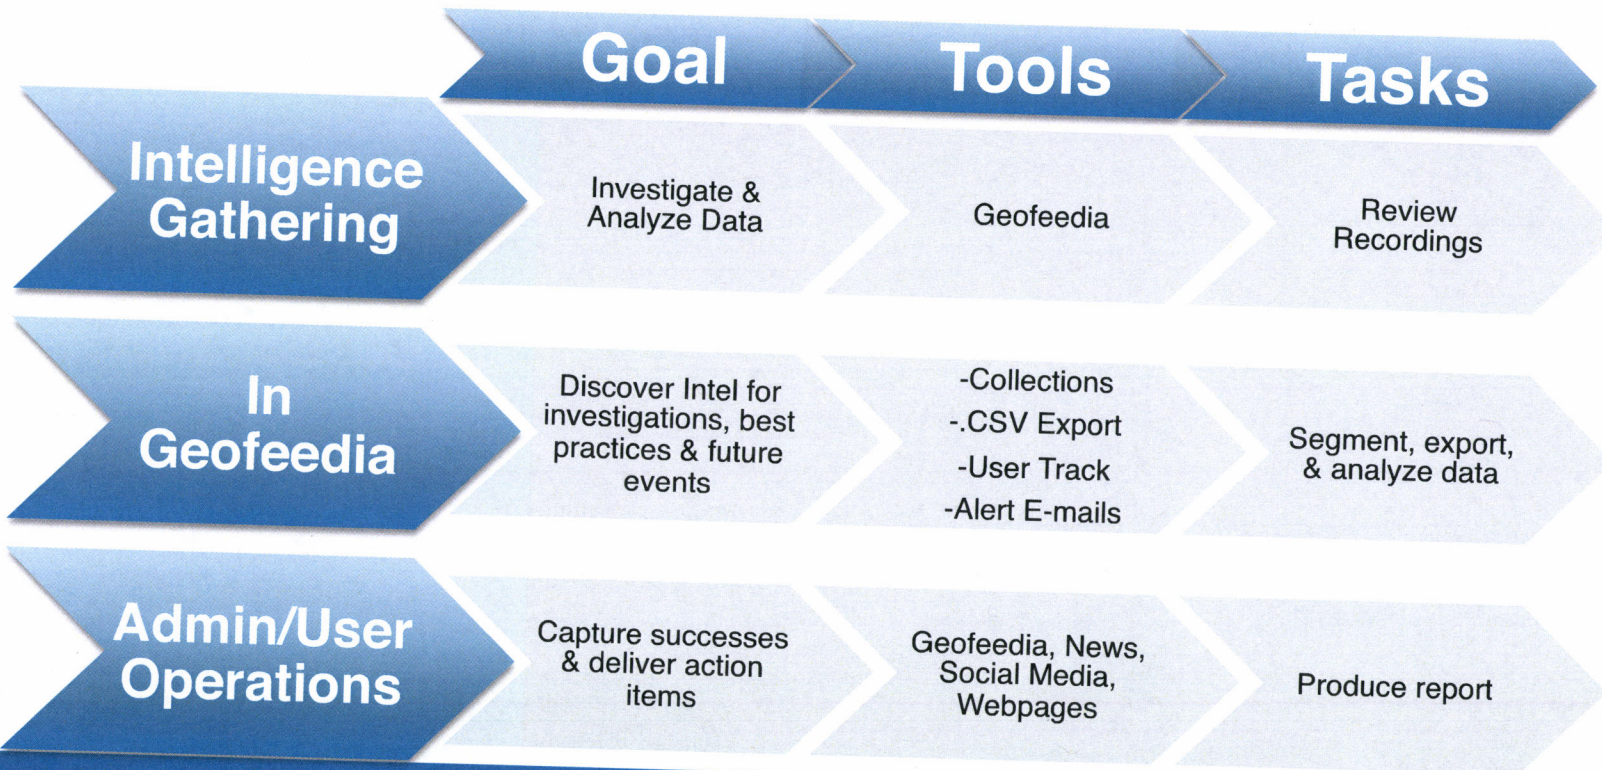 Goal
Tools
Tasks
Intelligence
Gathering
Investigate &
Analyze Data
Geofeedia
Review
Recordings
In
Geofeedia
Discover Intel for
investigations, best
practices & future
events
-Collections
-.CSV Export
-User Track
-Alert E-mails
Segment, export,
& analyze data
Admin/User
Operations
Capture successes
& deliver action
items
Geofeedia, News,
Social Media,
Webpages
Produce report